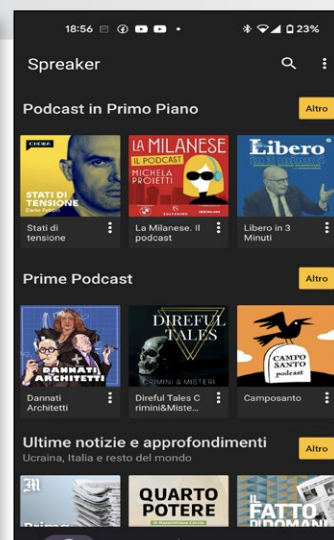 18:56
23%
Spreaker
Podcast in Primo Piano
Altro
CHORA
STATI DI
TENSIONE
LA MILANESE
IL PODCAST
MICHELA
PROIETTI
Libero
Stati di
tensione
La Milanese. Il
podcast
Libero in 3
Minuti
Prime Podcast
Altro
DANNATI
ARCHITETTI
DIREFUL
TALES
CRIMINI & MISTERI
CAMPO
SANTO
podcast
Dannati
Architetti
Direful Tales C
rimini&Miste...
Camposanto
Ultime notizie e approfondimenti
Ucraina, Italia e resto del mondo
Altro
Prima
QUARTO
POTERE
IL
FATTO
DI DOMANI